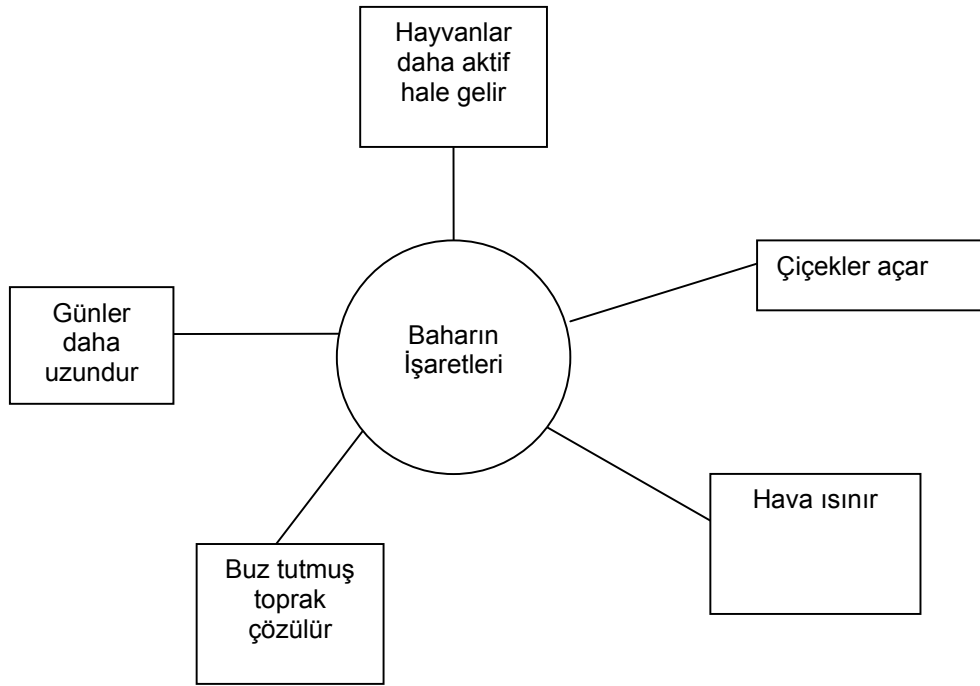 Hayvanlar
daha aktif
hale gelir
Çiçekler açar
Günler
daha
uzundur
Baharın
İşaretleri
Hava ısınır
Buz tutmuş
toprak
çözülür